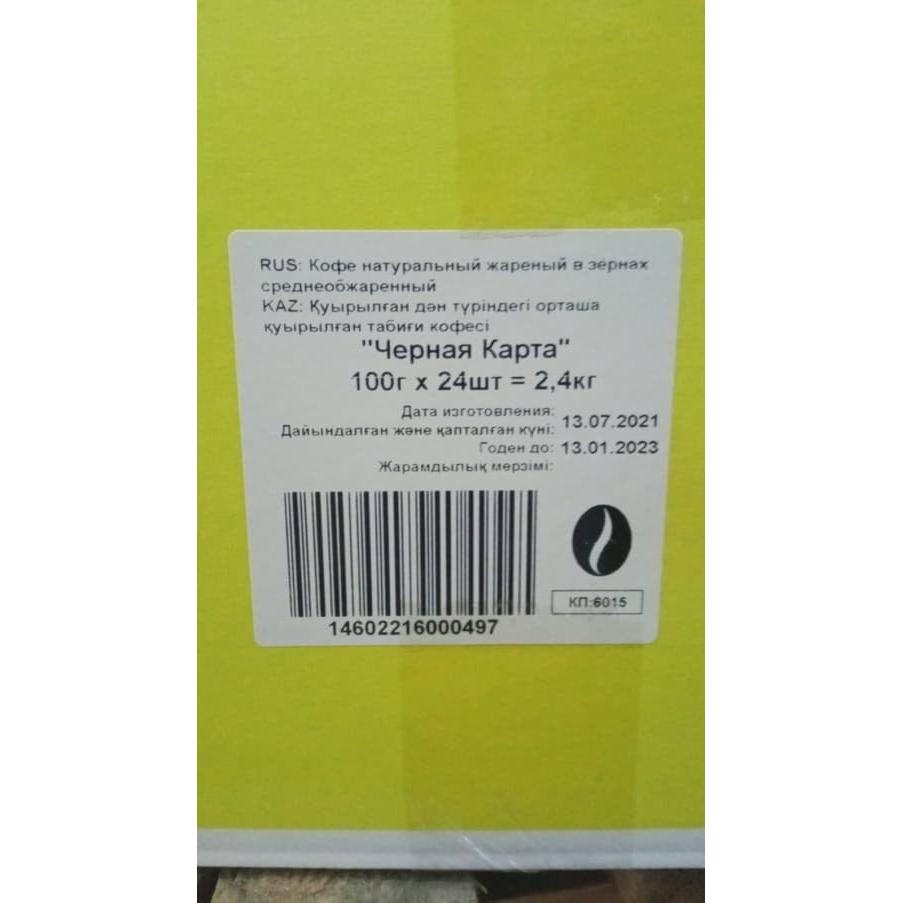 RUS: Кофе натуральный жареный в зернах
среднеобжаренный
KAZ: Қуырылған дән түріндегі орташа
қуырылған табиғи кофесі
"Черная Карта"
100г х 24шт = 2,4кг
Дата изготовления:
Дайындалған және қапталған күні: 13.07.2021
Годен до: 13.01.2023
Жарамдылық мерзімі:
КП:6015
14602216000497